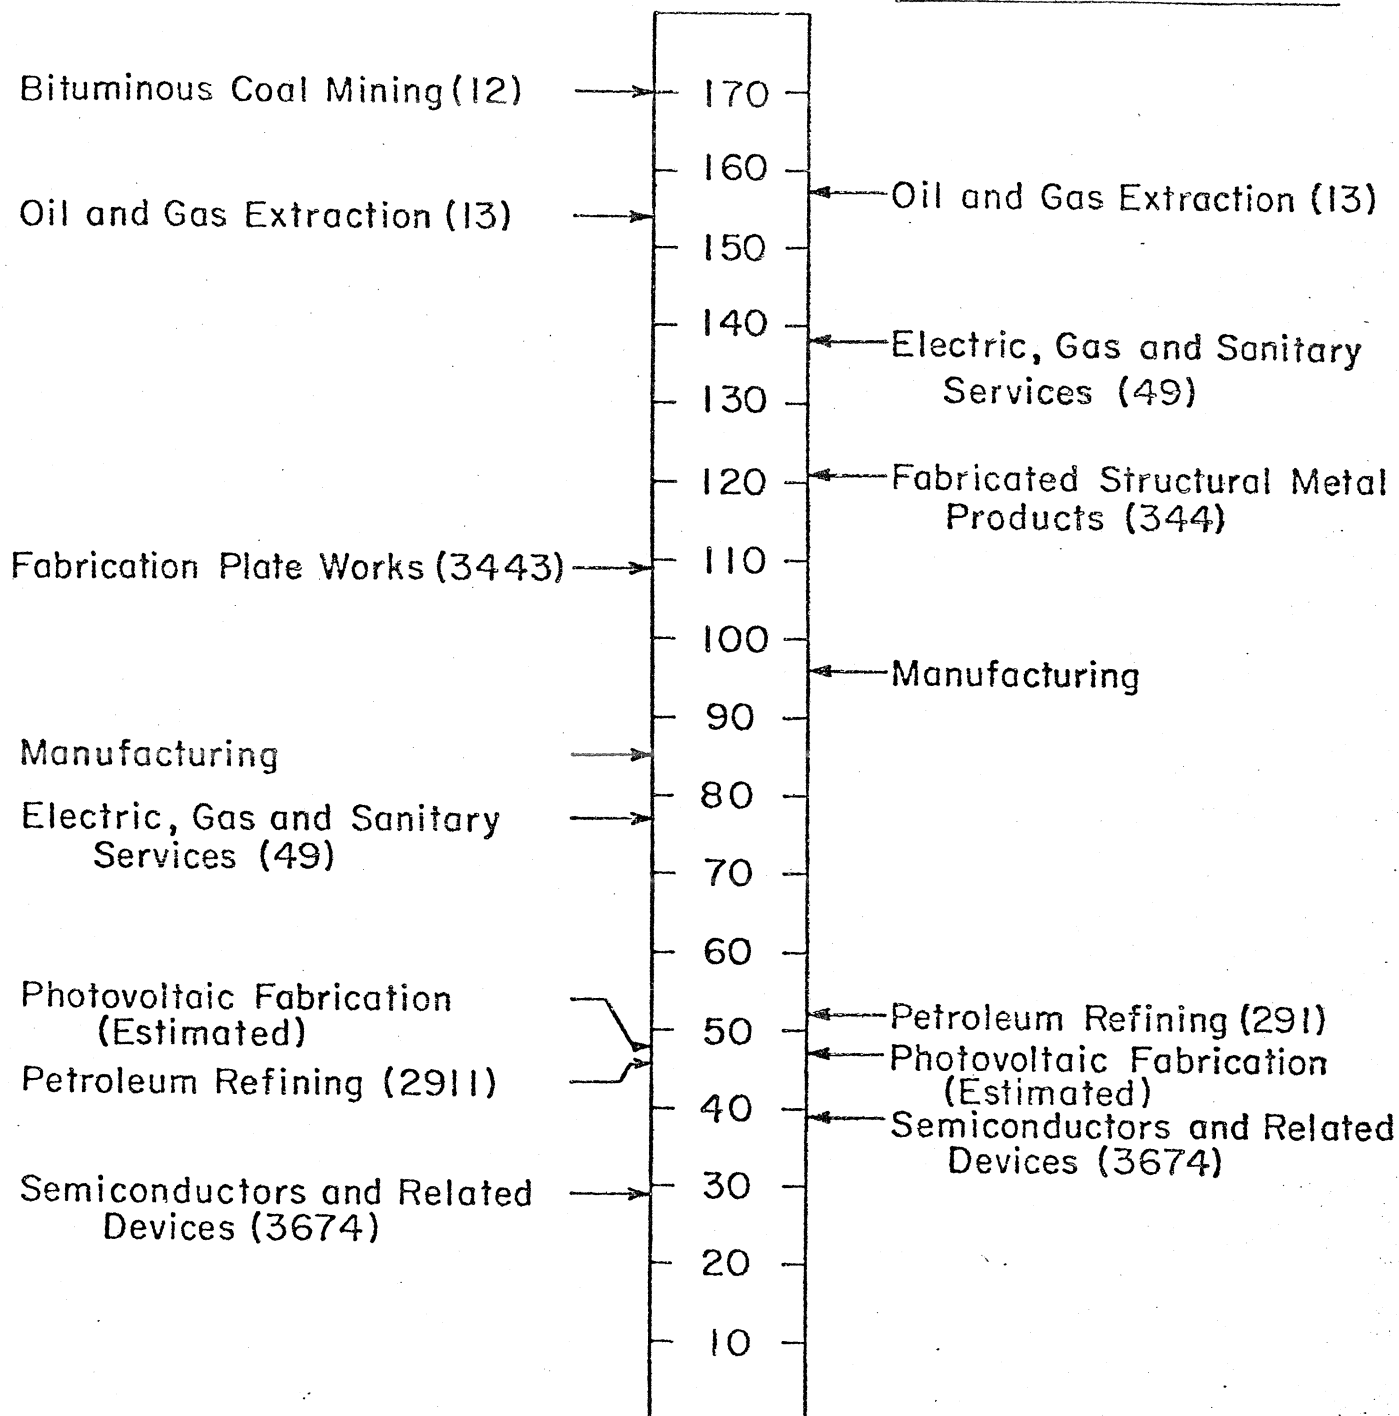 Bituminous Coal Mining (12)
Oil and Gas Extraction (13)
Fabrication Plate Works (3443)
Manufacturing
Electric, Gas and Sanitary
Services (49)
Photovoltaic Fabrication
(Estimated)
Petroleum Refining (2911)
Semiconductors and Related
Devices (3674)
170
160
150
140
130
120
110
100
90
80
70
60
50
40
30
20
10
Oil and Gas Extraction (13)
Electric, Gas and Sanitary
Services (49)
Fabricated Structural Metal
Products (344)
Manufacturing
Petroleum Refining (291)
Photovoltaic Fabrication
(Estimated)
Semiconductors and Related
Devices (3674)